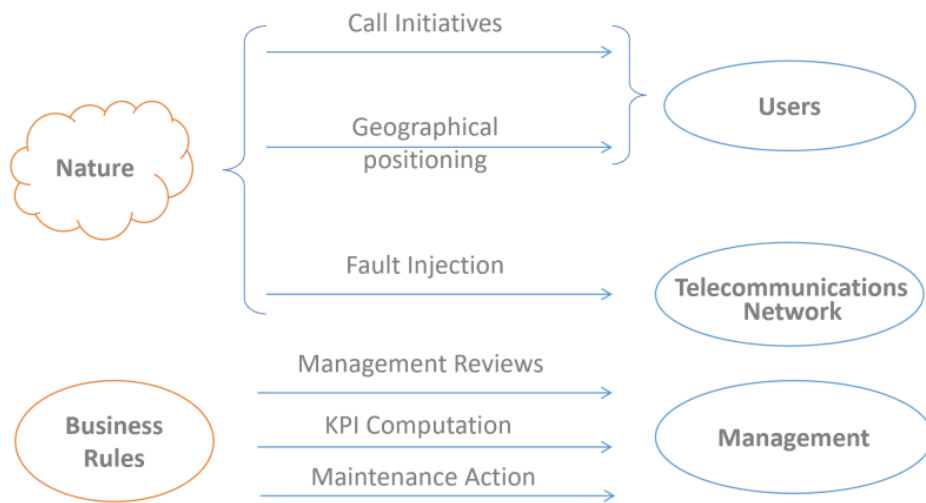 Call Initiatives
Nature
Geographical
positioning
Users
Fault Injection
Telecommunications
Network
Management Reviews
Business
Rules
KPI Computation
Management
Maintenance Action